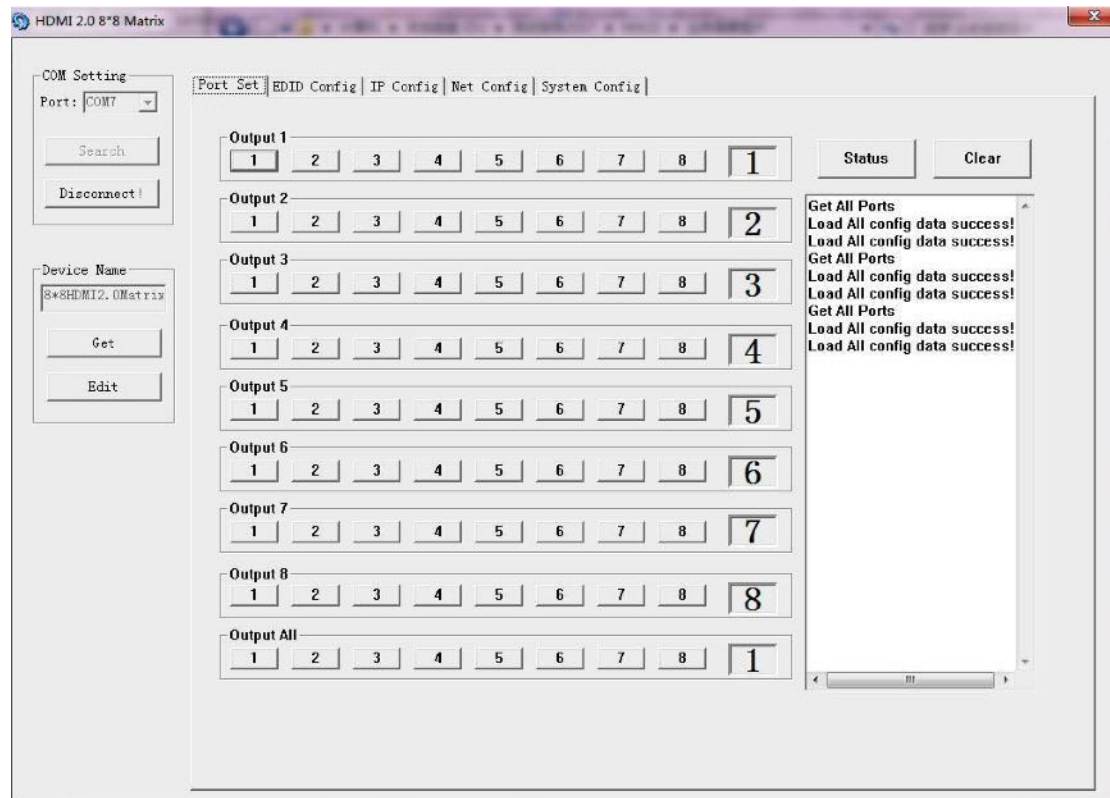 HDMI 2.0 8*8 Matrix
COM Setting
Port: COM7
Search
Disconnect!
Device Name
8*8HDMI2.0Matrix
Get
Edit
Port Set EDID Config IP Config Net Config System Config
Output 1
1 2 3 4 5 6 7 8 1
Output 2
1 2 3 4 5 6 7 8 2
Output 3
1 2 3 4 5 6 7 8 3
Output 4
1 2 3 4 5 6 7 8 4
Output 5
1 2 3 4 5 6 7 8 5
Output 6
1 2 3 4 5 6 7 8 6
Output 7
1 2 3 4 5 6 7 8 7
Output 8
1 2 3 4 5 6 7 8 8
Output All
1 2 3 4 5 6 7 8 1
Status Clear
Get All Ports
Load All config data success!
Load All config data success!
Get All Ports
Load All config data success!
Load All config data success!
Get All Ports
Load All config data success!
Load All config data success!